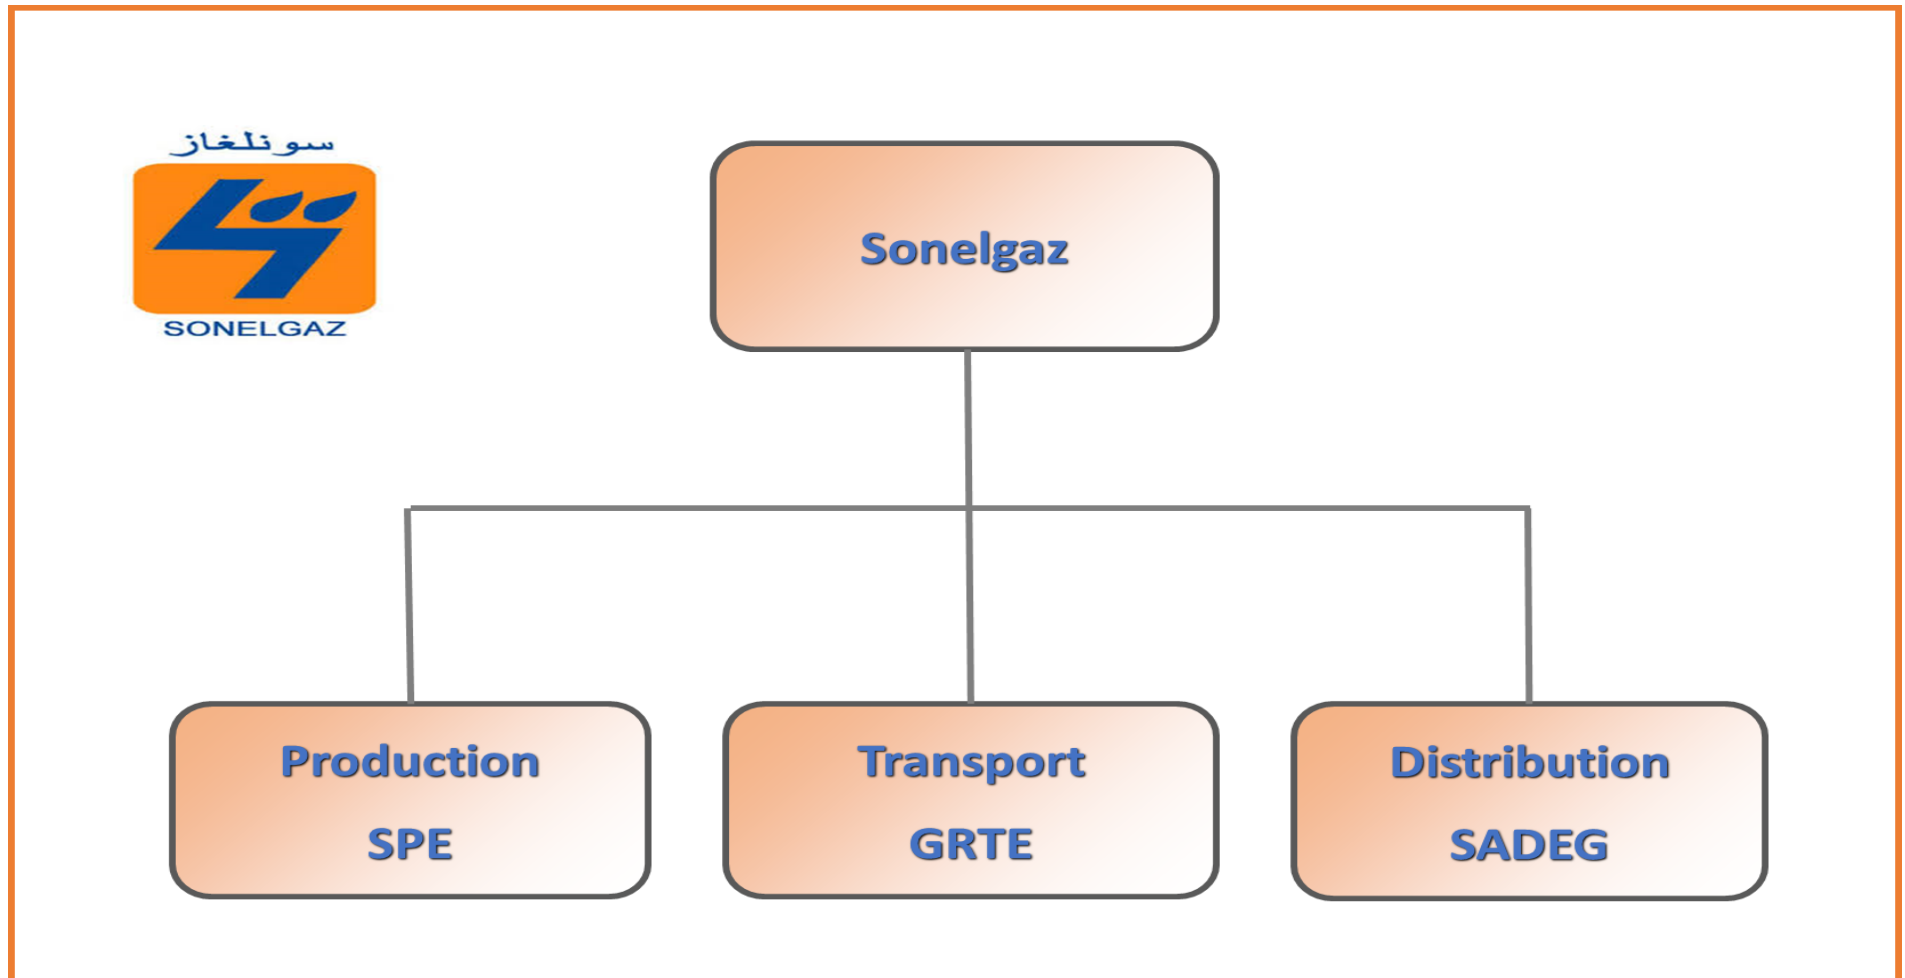 سونلغاز
SONELGAZ
Sonelgaz
Production
SPE
Transport
GRTE
Distribution
SADEG